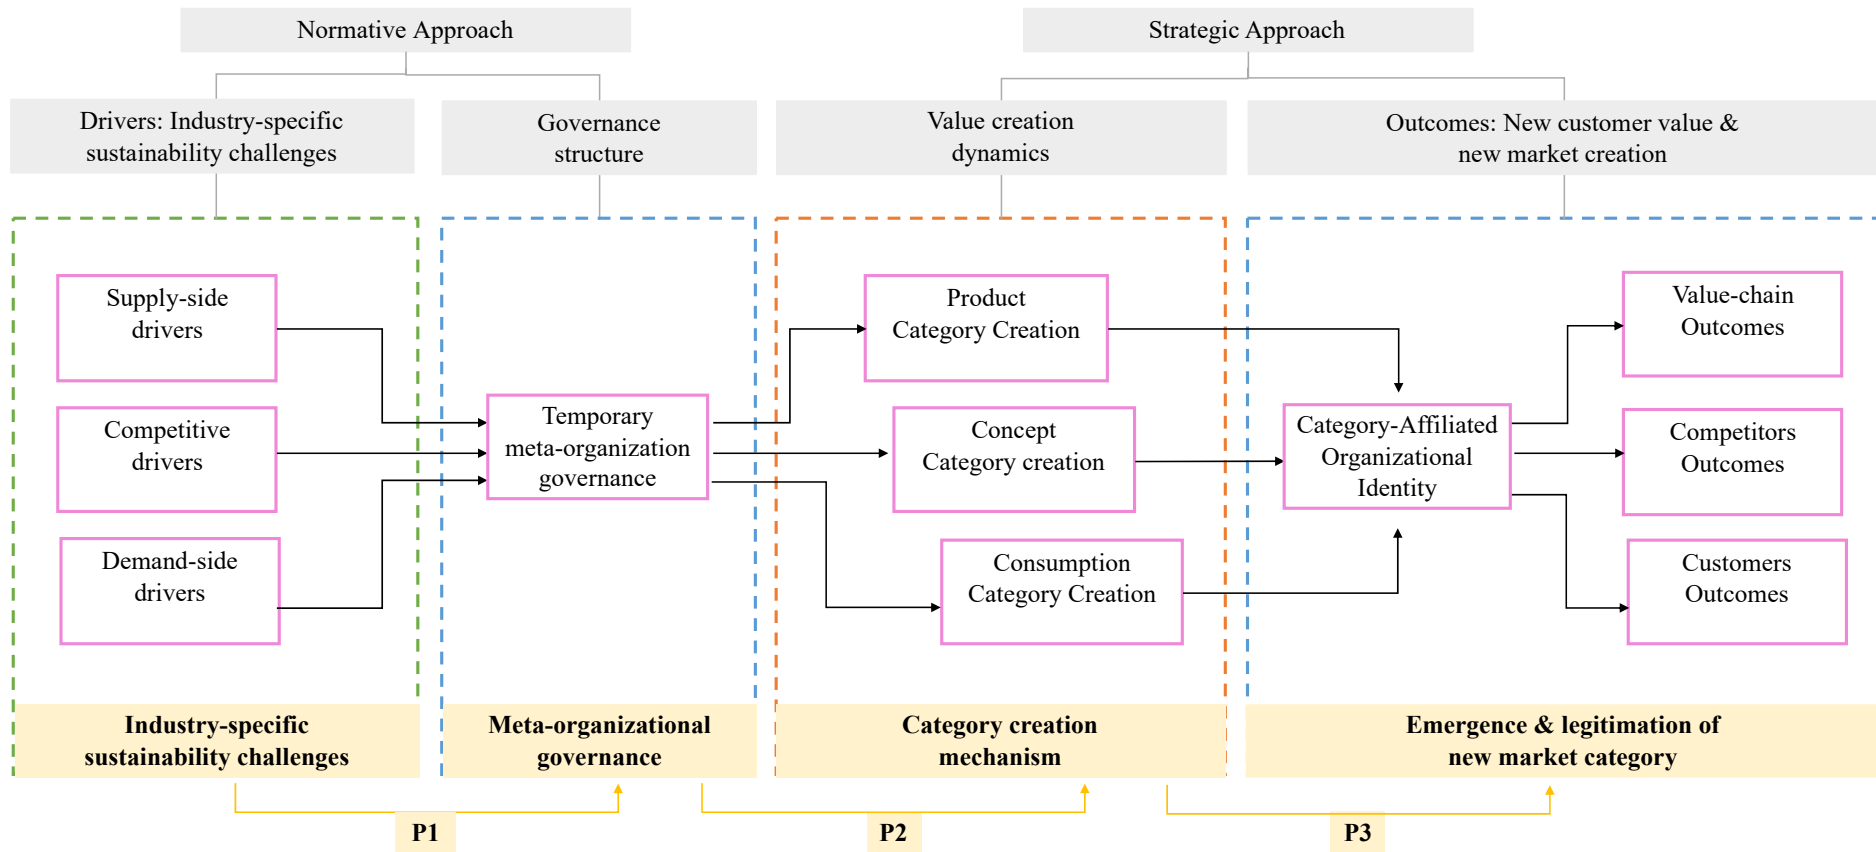 Normative Approach
Strategic Approach
Drivers: Industry-specific
sustainability challenges
Governance
structure
Value creation
dynamics
Outcomes: New customer value &
new market creation
Supply-side
drivers
Competitive
drivers
Demand-side
drivers
Temporary
meta-organization
governance
Product
Category Creation
Concept
Category creation
Consumption
Category Creation
Category-Affiliated
Organizational
Identity
Value-chain
Outcomes
Competitors
Outcomes
Customers
Outcomes
Industry-specific
sustainability challenges
Meta-organizational
governance
Category creation
mechanism
Emergence & legitimation of
new market category
P1
P2
P3